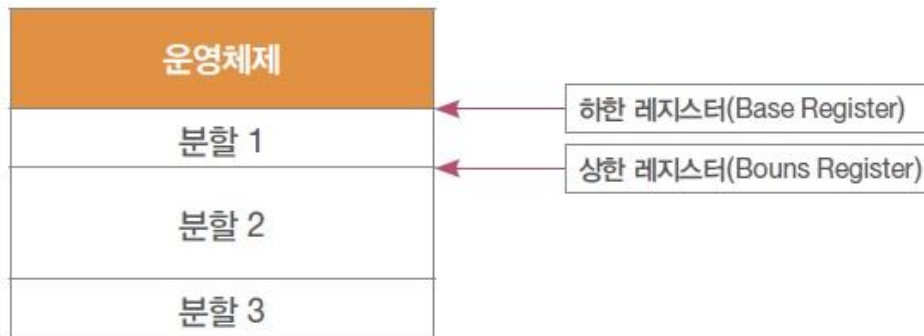 운영체제
하한 레지스터(Base Register)
분할 1
상한 레지스터(Bouns Register)
분할 2
분할 3